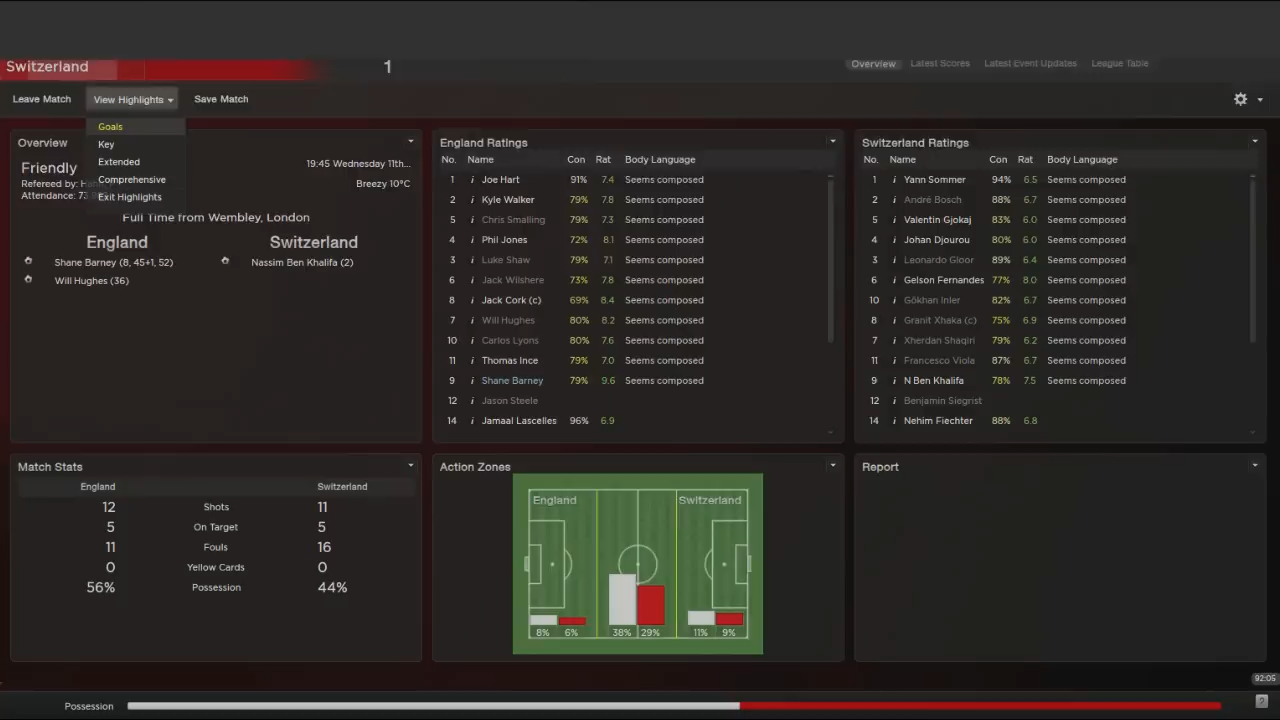 Switzerland 1 Overview Latest Scores Latest Event Updates League Table
Leave Match View Highlights Save Match
Goals
Key
Extended
Comprehensive
Exit Highlights
Overview
Friendly 19:45 Wednesday 11th...
Refereed by: Breezy 10°C
Attendance:
Full Time from Wembley, London
England Switzerland
Shane Barney (8, 45+1, 52) Nassim Ben Khalifa (2)
Will Hughes (36)
England Ratings
No. Name Con Rat Body Language
1 i Joe Hart 91% 7.4 Seems composed
2 i Kyle Walker 79% 7.8 Seems composed
5 i Chris Smalling 79% 7.3 Seems composed
4 i Phil Jones 72% 8.1 Seems composed
3 i Luke Shaw 79% 7.1 Seems composed
6 i Jack Wilshere 73% 7.8 Seems composed
8 i Jack Cork (c) 69% 8.4 Seems composed
7 i Will Hughes 80% 8.2 Seems composed
10 i Carlos Lyons 80% 7.6 Seems composed
11 i Thomas Ince 79% 7.0 Seems composed
9 i Shane Barney 79% 9.6 Seems composed
12 i Jason Steele
14 i Jamaal Lascelles 96% 6.9
Switzerland Ratings
No. Name Con Rat Body Language
1 i Yann Sommer 94% 6.5 Seems composed
2 i André Bosch 88% 6.7 Seems composed
5 i Valentin Gjokaj 83% 6.0 Seems composed
4 i Johan Djourou 80% 6.0 Seems composed
3 i Leonardo Gloor 89% 6.4 Seems composed
6 i Gelson Fernandes 77% 8.0 Seems composed
10 i Gökhan Inler 82% 6.7 Seems composed
8 i Granit Xhaka (c) 75% 6.9 Seems composed
7 i Xherdan Shaqiri 79% 6.2 Seems composed
11 i Francesco Viola 87% 6.7 Seems composed
9 i N Ben Khalifa 78% 7.5 Seems composed
12 i Benjamin Siegrist
14 i Nehim Fiechter 88% 6.8
Match Stats
England Switzerland
12 Shots 11
5 On Target 5
11 Fouls 16
0 Yellow Cards 0
56% Possession 44%
Action Zones
England Switzerland
8% 6% 38% 29% 11% 9%
Report
92:05
Possession ?